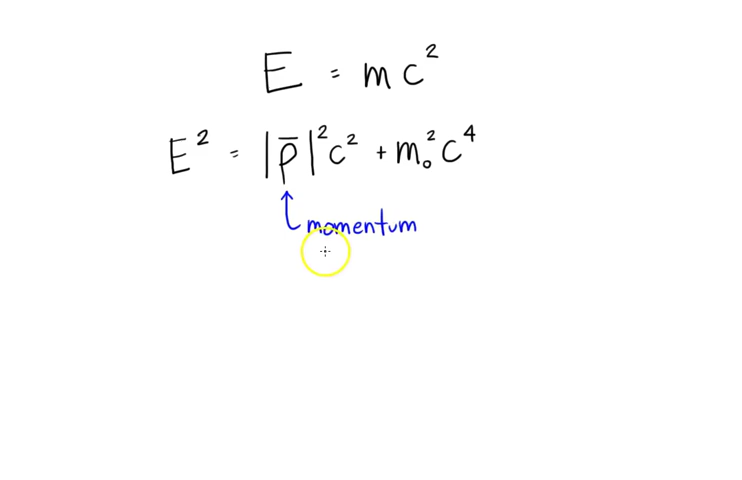 E = mc²
E² = |p̅|²c² + m₀²c⁴
momentum